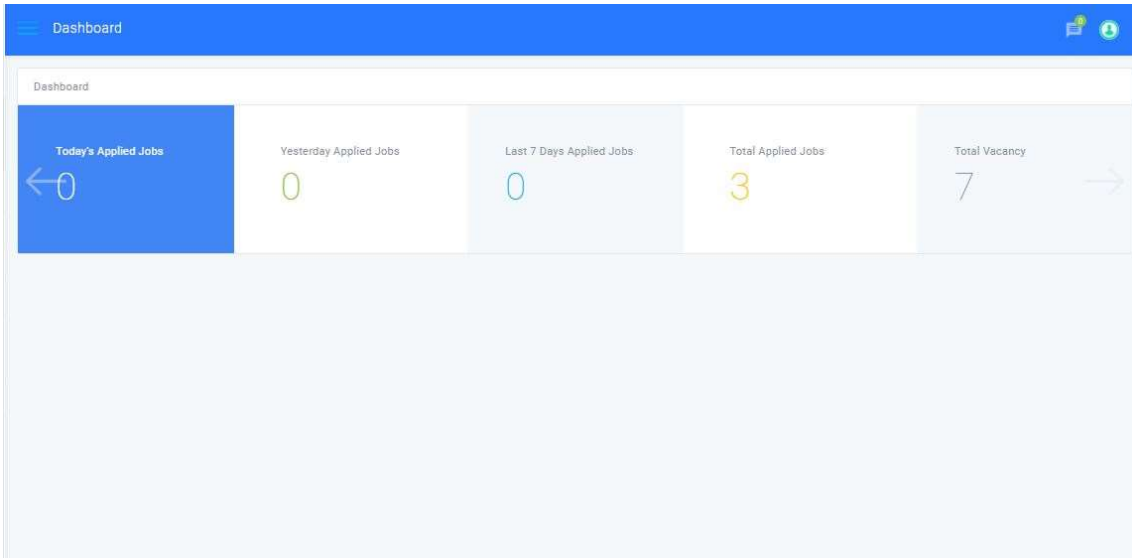 Dashboard
0
Dashboard
Today's Applied Jobs
0
Yesterday Applied Jobs
0
Last 7 Days Applied Jobs
0
Total Applied Jobs
3
Total Vacancy
7